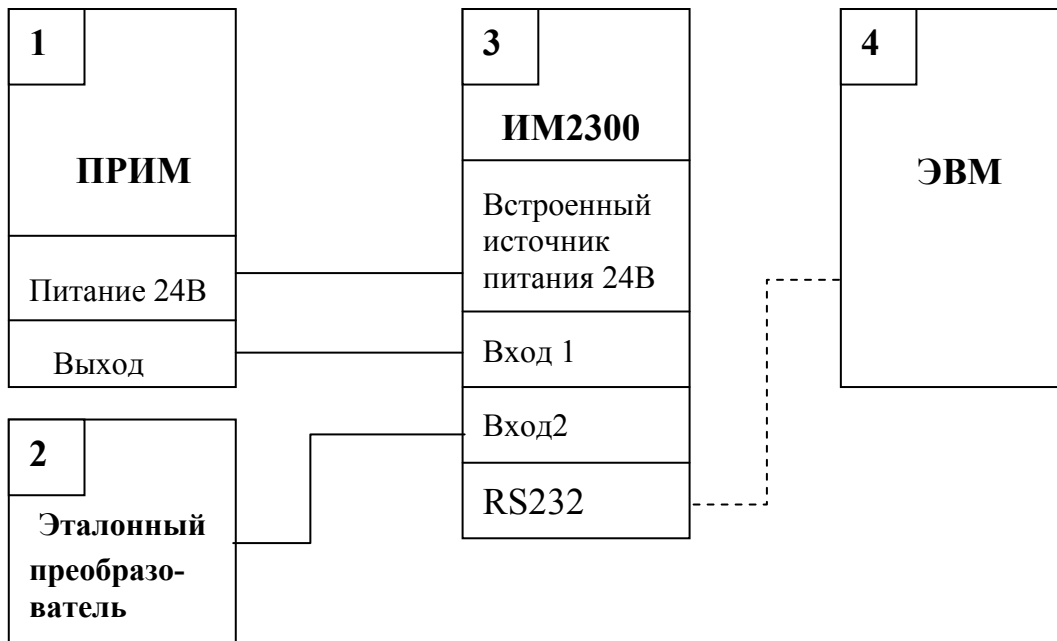 1
ПРИМ
Питание 24В
Выход
2
Эталонный
преобразо-
ватель
3
ИМ2300
Встроенный
источник
питания 24В
Вход 1
Вход2
RS232
4
ЭВМ